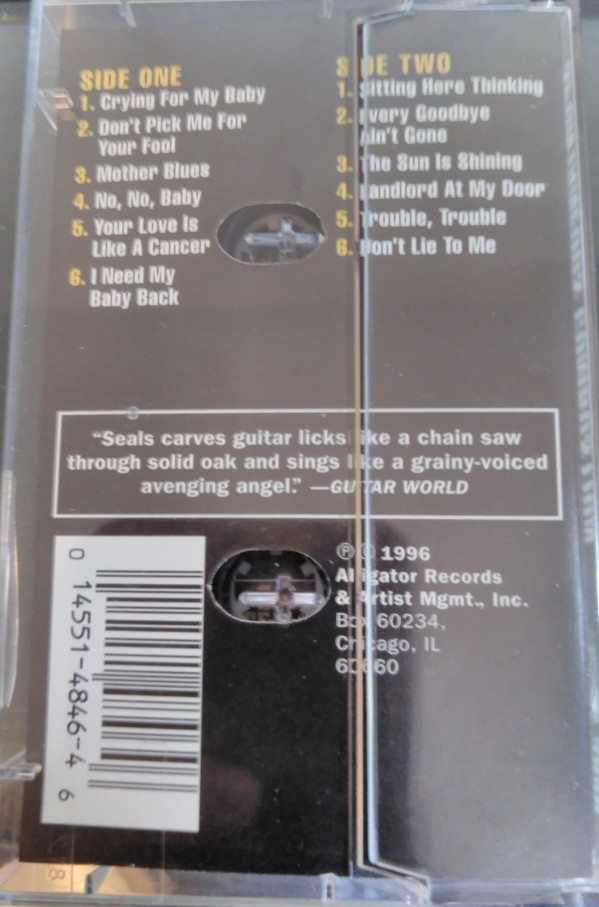 SIDE ONE
1. Crying For My Baby
2. Don't Pick Me For
Your Fool
3. Mother Blues
4. No, No, Baby
5. Your Love Is
Like A Cancer
6. I Need My
Baby Back
SIDE TWO
1. Sitting Here Thinking
2. Every Goodbye
Ain't Gone
3. The Sun Is Shining
4. Landlord At My Door
5. Trouble, Trouble
6. Don't Lie To Me
"Seals carves guitar licks like a chain saw
through solid oak and sings like a grainy-voiced
avenging angel." —GUITAR WORLD
℗ © 1996
Alligator Records
& Artist Mgmt., Inc.
Box 60234,
Chicago, IL
60660
0 14551-4846-4 6